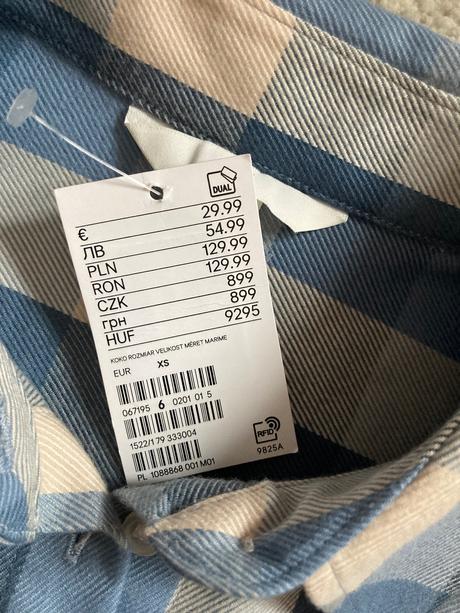 DUAL
€ 29.99
ЛВ 54.99
PLN 129.99
RON 129.99
CZK 899
грн 899
HUF 9295
KOKO ROZMIAR VELIKOST MÉRET MARIME
EUR XS
067195 6 0201 01 5
1522/179 333004
RFID
PL 1088868 001 M01
9825A